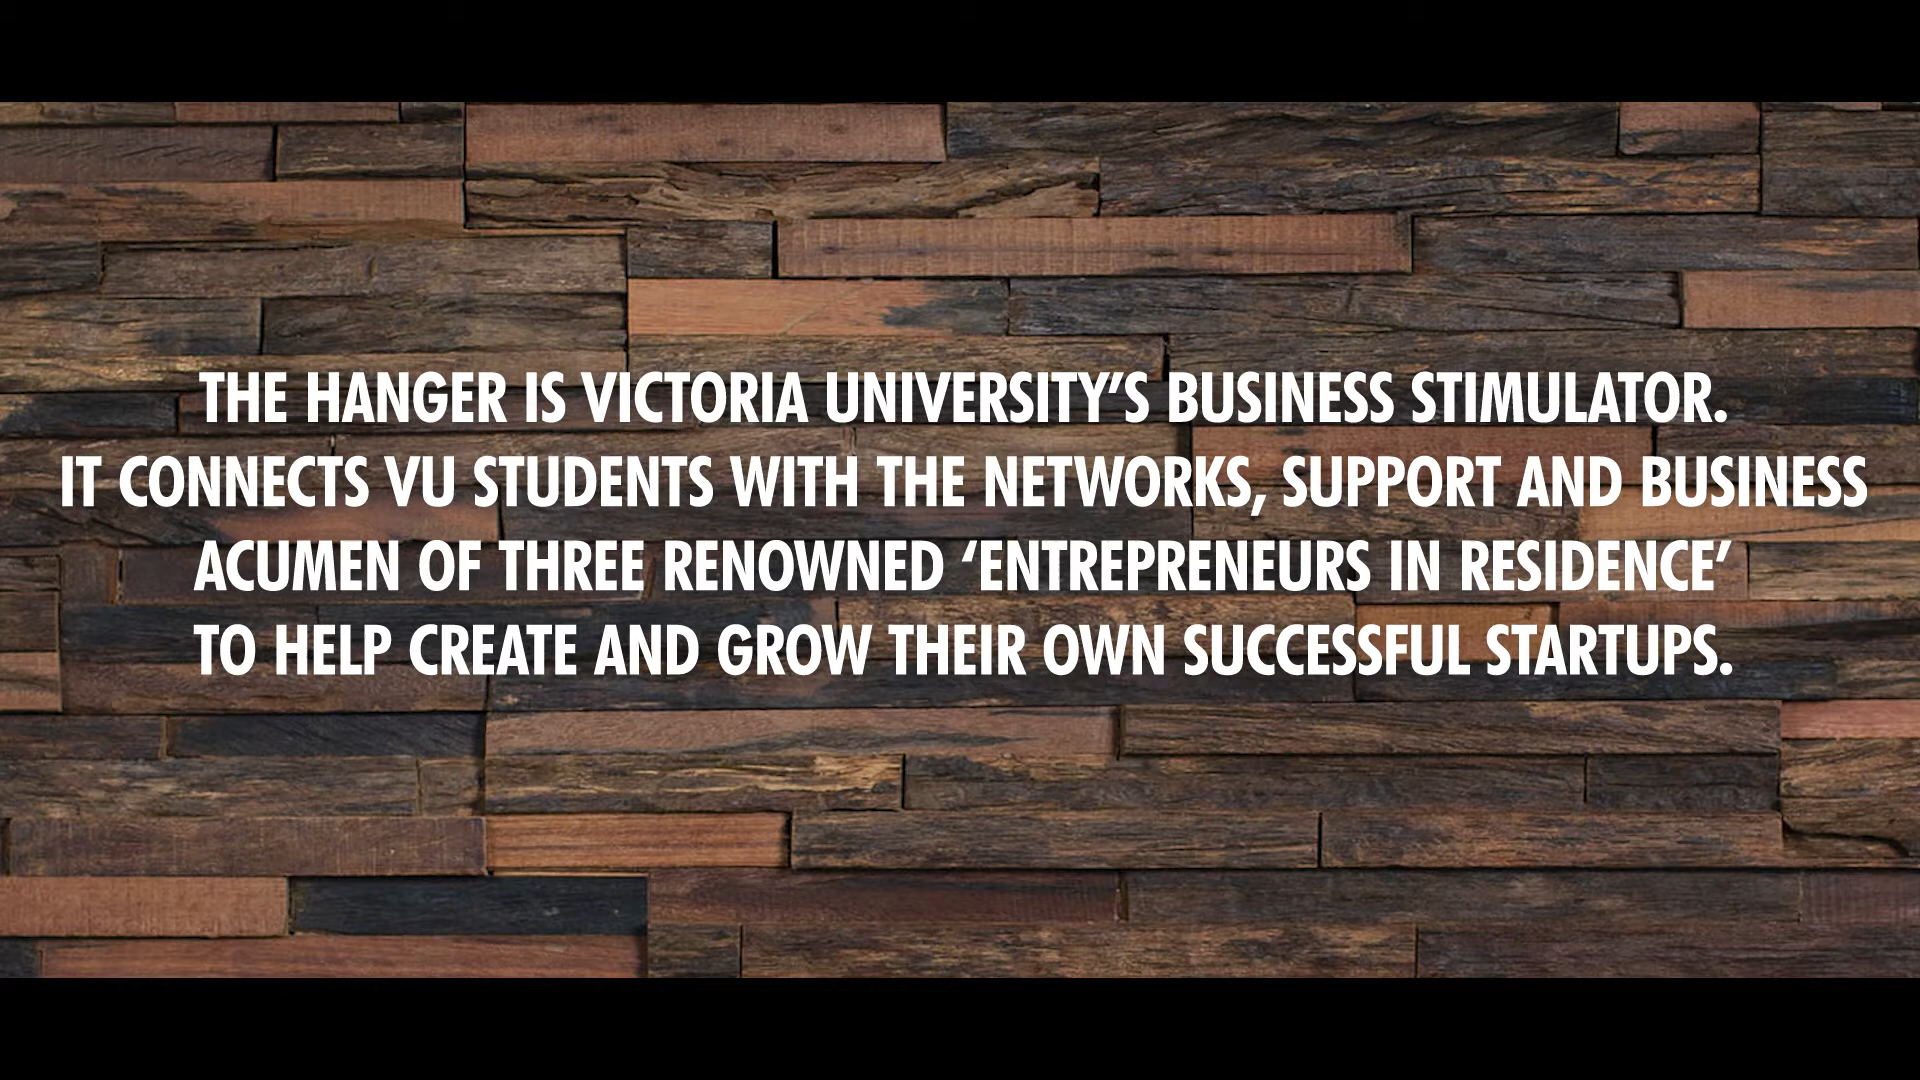 THE HANGER IS VICTORIA UNIVERSITY’S BUSINESS STIMULATOR.
IT CONNECTS VU STUDENTS WITH THE NETWORKS, SUPPORT AND BUSINESS
ACUMEN OF THREE RENOWNED ‘ENTREPRENEURS IN RESIDENCE’
TO HELP CREATE AND GROW THEIR OWN SUCCESSFUL STARTUPS.